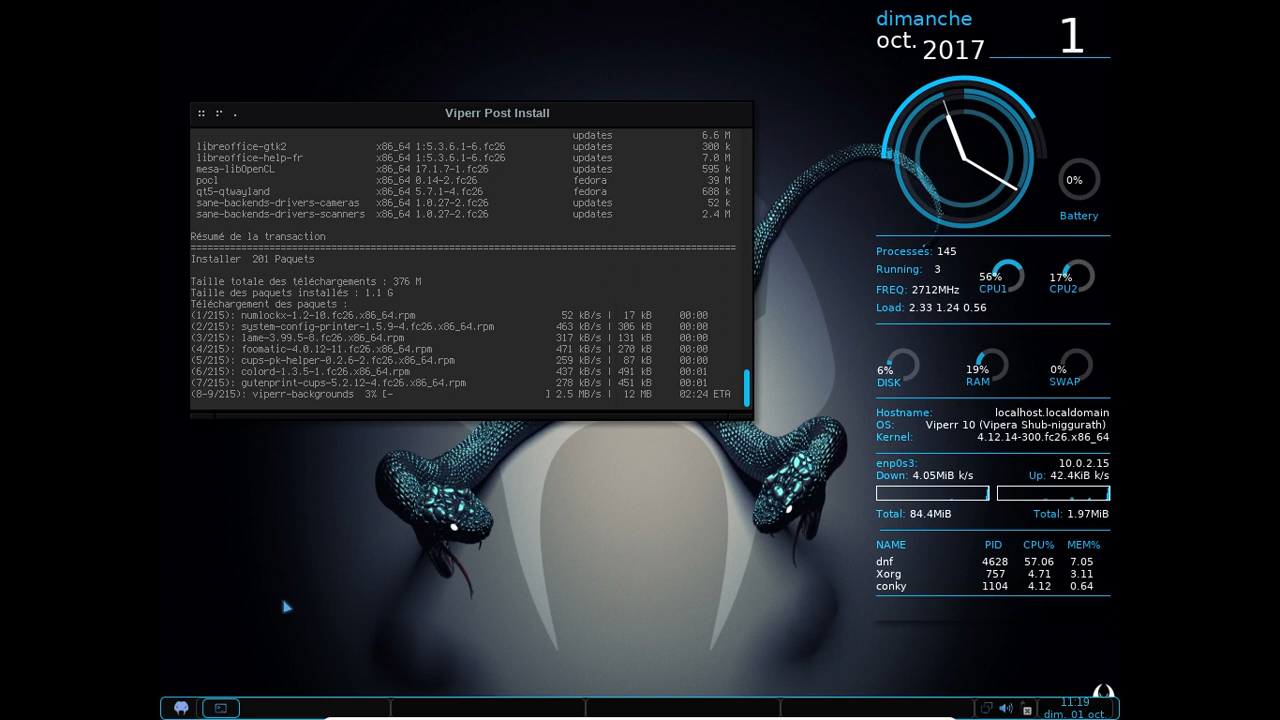 dimanche
oct. 2017 1
Viperr Post Install
updates 6.6 M
libreoffice-gtk2 x86_64 1:5.3.6.1-6.fc26 updates 300 k
libreoffice-help-fr x86_64 1:5.3.6.1-6.fc26 updates 7.0 M
mesa-libOpenCL x86_64 17.1.7-1.fc26 updates 595 k
pocl x86_64 0.14-2.fc26 fedora 39 M
qt5-qtwayland x86_64 5.7.1-4.fc26 fedora 688 k
sane-backends-drivers-cameras x86_64 1.0.27-2.fc26 updates 52 k
sane-backends-drivers-scanners x86_64 1.0.27-2.fc26 updates 2.4 M
Résumé de la transaction
================================================================================
Installer 201 Paquets
Taille totale des téléchargements : 376 M
Taille des paquets installés : 1.1 G
Téléchargement des paquets :
(1/215): numlockx-1.2-10.fc26.x86_64.rpm 52 kB/s | 17 kB 00:00
(2/215): system-config-printer-1.5.9-4.fc26.x86_64.rpm 463 kB/s | 306 kB 00:00
(3/215): lame-3.99.5-8.fc26.x86_64.rpm 317 kB/s | 131 kB 00:00
(4/215): foomatic-4.0.12-11.fc26.x86_64.rpm 471 kB/s | 270 kB 00:00
(5/215): cups-pk-helper-0.2.6-2.fc26.x86_64.rpm 259 kB/s | 87 kB 00:00
(6/215): colord-1.3.5-1.fc26.x86_64.rpm 437 kB/s | 491 kB 00:01
(7/215): gutenprint-cups-5.2.12-4.fc26.x86_64.rpm 278 kB/s | 451 kB 00:01
(8-9/215): viperr-backgrounds 3% [- ] 2.5 MB/s | 12 MB 02:24 ETA
0%
Battery
Processes: 145
Running: 3
56% CPU1
17% CPU2
FREQ: 2712MHz
Load: 2.33 1.24 0.56
6% 19% 0%
DISK RAM SWAP
Hostname: localhost.localdomain
OS: Viperr 10 (Vipera Shub-niggurath)
Kernel: 4.12.14-300.fc26.x86_64
enp0s3: 10.0.2.15
Down: 4.05MiB k/s Up: 42.4KiB k/s
Total: 84.4MiB Total: 1.97MiB
NAME PID CPU% MEM%
dnf 4628 57.06 7.05
Xorg 757 4.71 3.11
conky 1104 4.12 0.64
11:19
dim. 01 oct.